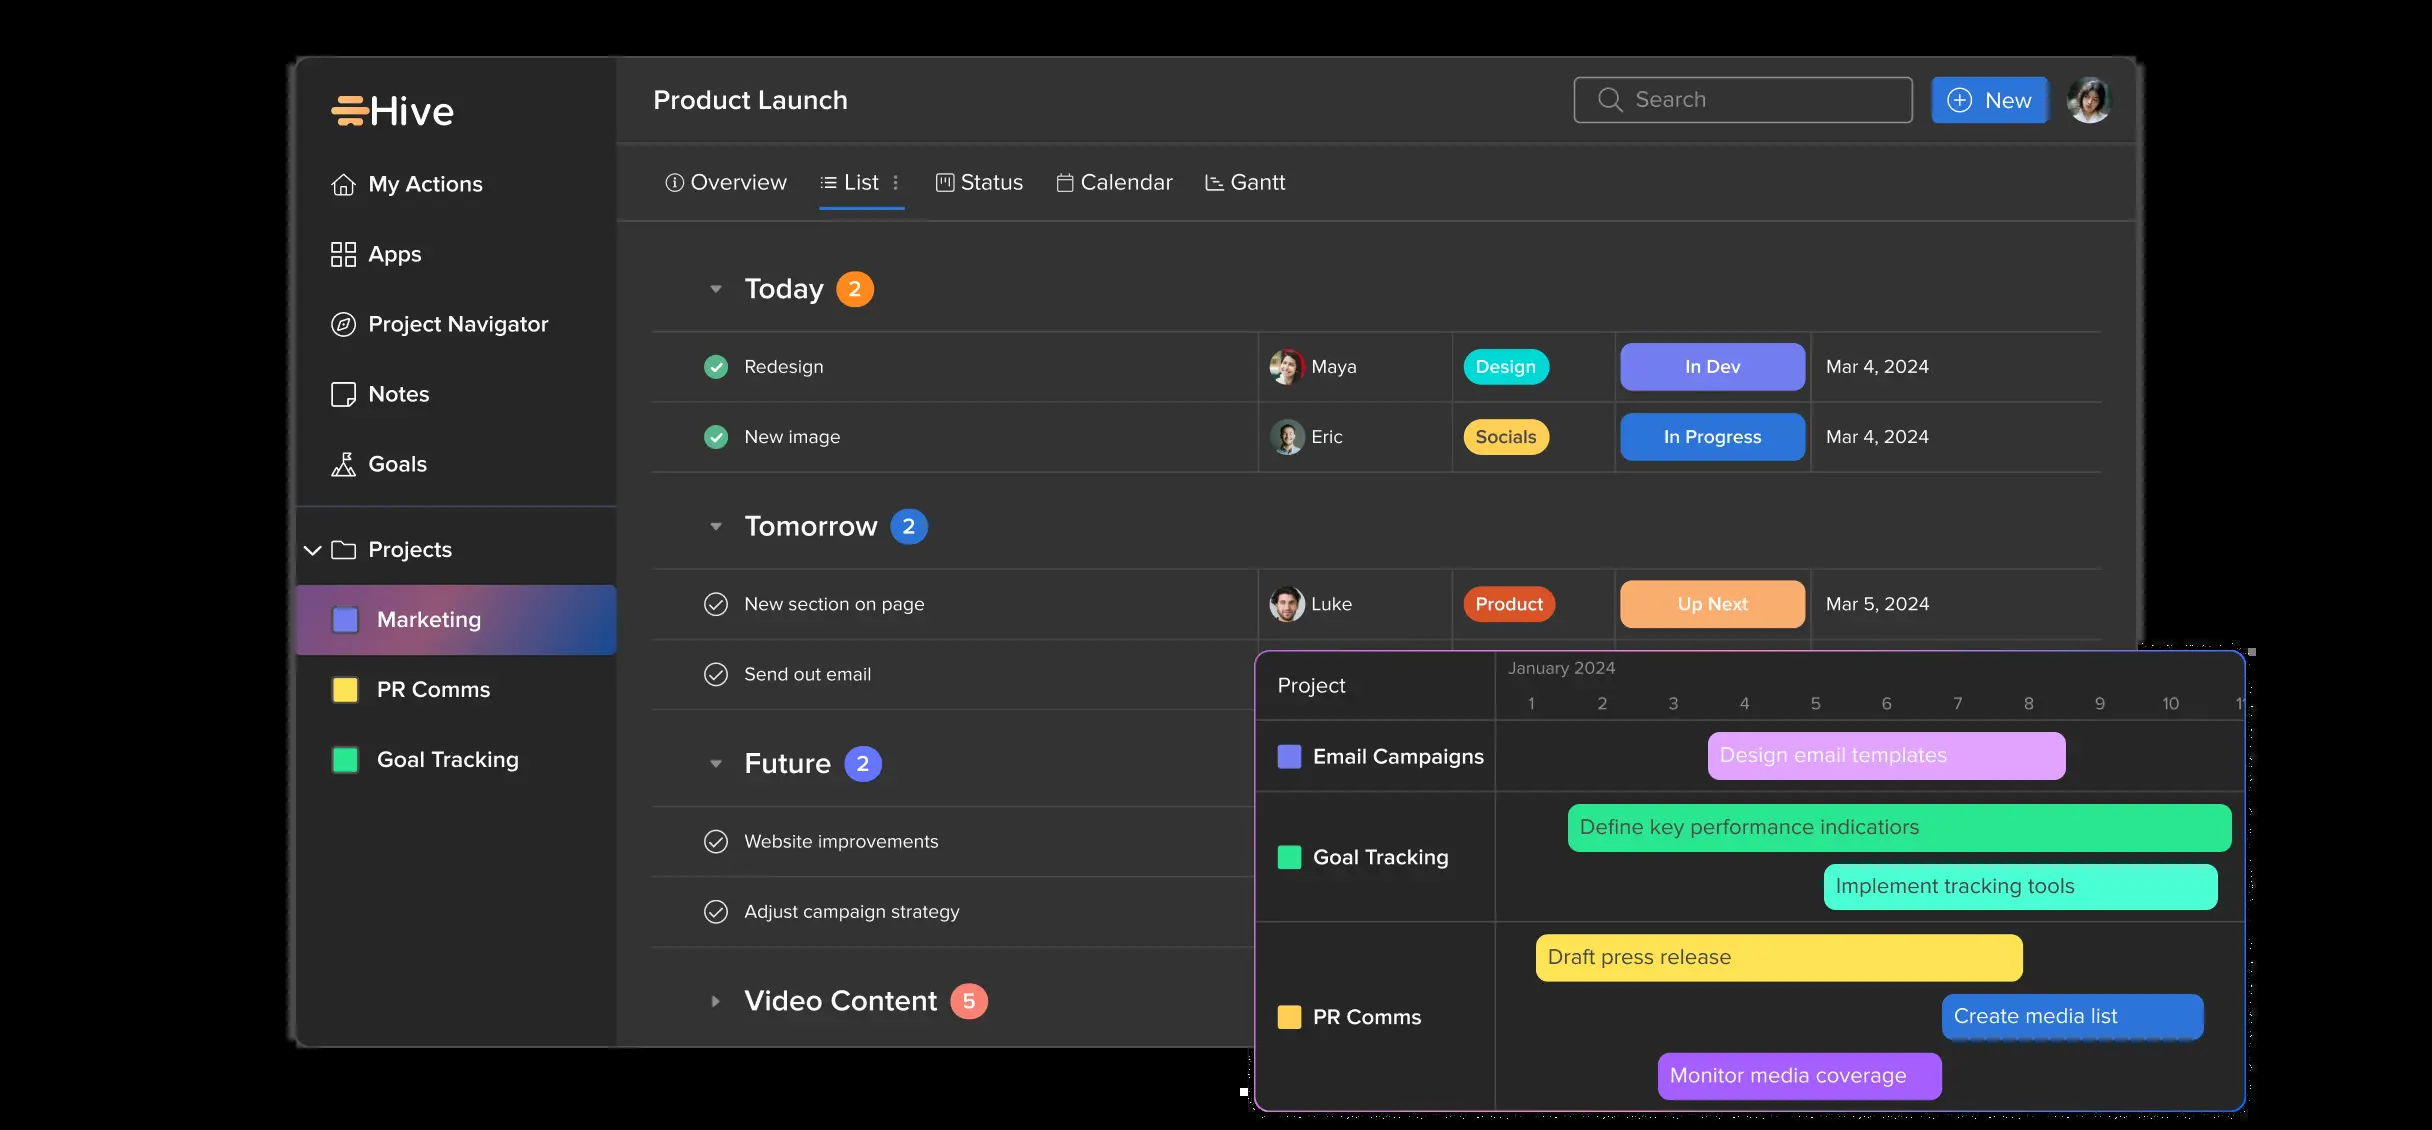 Hive
Product Launch
Search
New
My Actions
Apps
Project Navigator
Notes
Goals
Projects
Marketing
PR Comms
Goal Tracking
Overview
List
Status
Calendar
Gantt
Today 2
Redesign Maya Design In Dev Mar 4, 2024
New image Eric Socials In Progress Mar 4, 2024
Tomorrow 2
New section on page Luke Product Up Next Mar 5, 2024
Send out email
Future 2
Website improvements
Adjust campaign strategy
Video Content 5
Project
January 2024
1 2 3 4 5 6 7 8 9 10 11
Email Campaigns
Design email templates
Goal Tracking
Define key performance indicatiors
Implement tracking tools
PR Comms
Draft press release
Create media list
Monitor media coverage